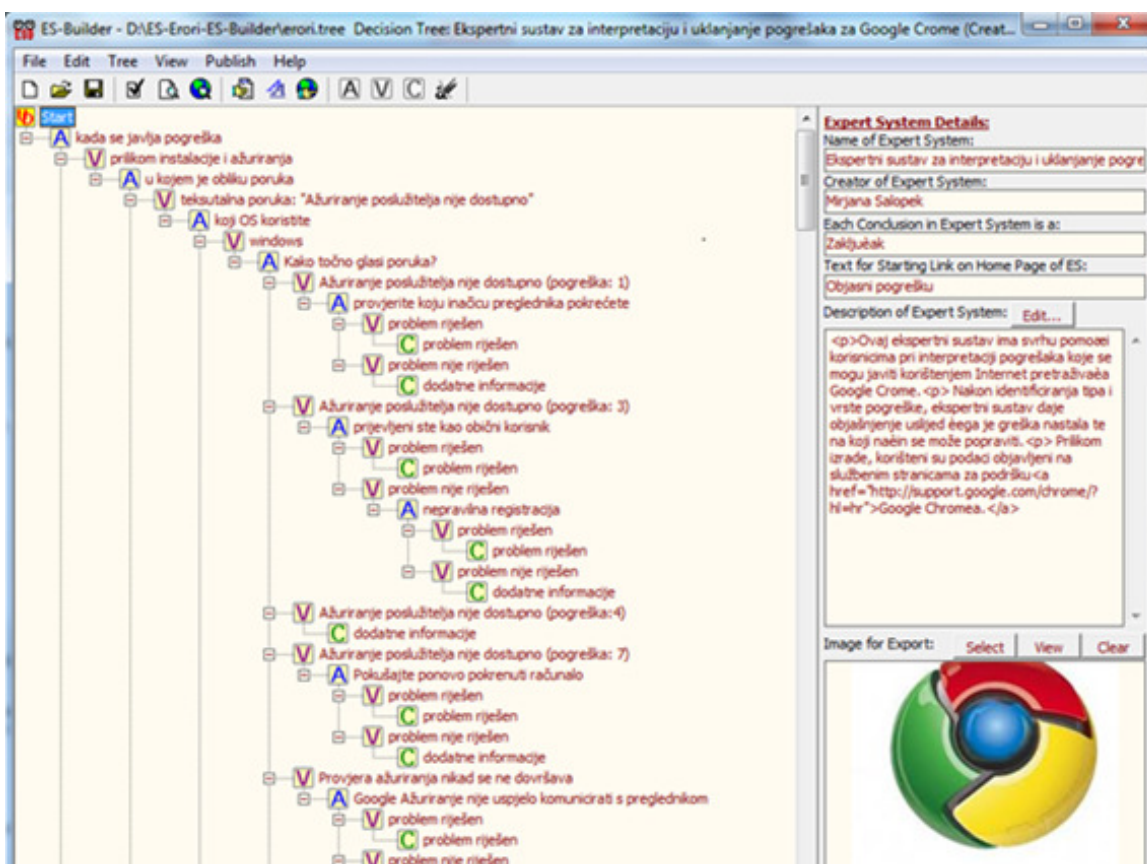 ES-Builder - D:\ES-Erori-ES-Builder\erori.tree Decision Tree: Ekspertni sustav za interpretaciju i uklanjanje pogrešaka za Google Crome (Creat...
File Edit Tree View Publish Help
A V C
Start
A kada se javlja pogreška
V prilikom instalacije i ažuriranja
A u kojem je obliku poruka
V teksutalna poruka: "Ažuriranje poslužitelja nije dostupno"
A koji OS koristite
V windows
A Kako točno glasi poruka?
V Ažuriranje poslužitelja nije dostupno (pogreška: 1)
A provjerite koju inačicu preglednika pokrećete
V problem riješen
C problem riješen
V problem nije riješen
C dodatne informacije
V Ažuriranje poslužitelja nije dostupno (pogreška: 3)
A prijevljeni ste kao obični korisnik
V problem riješen
C problem riješen
V problem nije riješen
A nepravilna registracija
V problem riješen
C problem riješen
V problem nije riješen
C dodatne informacije
V Ažuriranje poslužitelja nije dostupno (pogreška:4)
C dodatne informacije
V Ažuriranje poslužitelja nije dostupno (pogreška: 7)
A Pokušajte ponovo pokrenuti računalo
V problem riješen
C problem riješen
V problem nije riješen
C dodatne informacije
V Provjera ažuriranja nikad se ne dovršava
A Google Ažuriranje nije uspjelo komunicirati s preglednikom
V problem riješen
C problem riješen
V problem nije riješen
Expert System Details:
Name of Expert System:
Ekspertni sustav za interpretaciju i uklanjanje pogre
Creator of Expert System:
Mirjana Salopek
Each Conclusion in Expert System is a:
Zakljuèak
Text for Starting Link on Home Page of ES:
Objasni pogrešku
Description of Expert System: Edit...
<p>Ovaj ekspertni sustav ima svrhu pomoæi
korisnicima pri interpretaciji pogrešaka koje se
mogu javiti korištenjem Internet pretraživaèa
Google Crome.<p> Nakon identificiranja tipa i
vrste pogreške, ekspertni sustav daje
objašnjenje uslijed èega je greška nastala te
na koji naèin se može popraviti.<p> Prilikom
izrade, korišteni su podaci objavljeni na
službenim stranicama za podršku<a
href="http://support.google.com/chrome/?
hl=hr">Google Chromea.</a>
Image for Export: Select View Clear